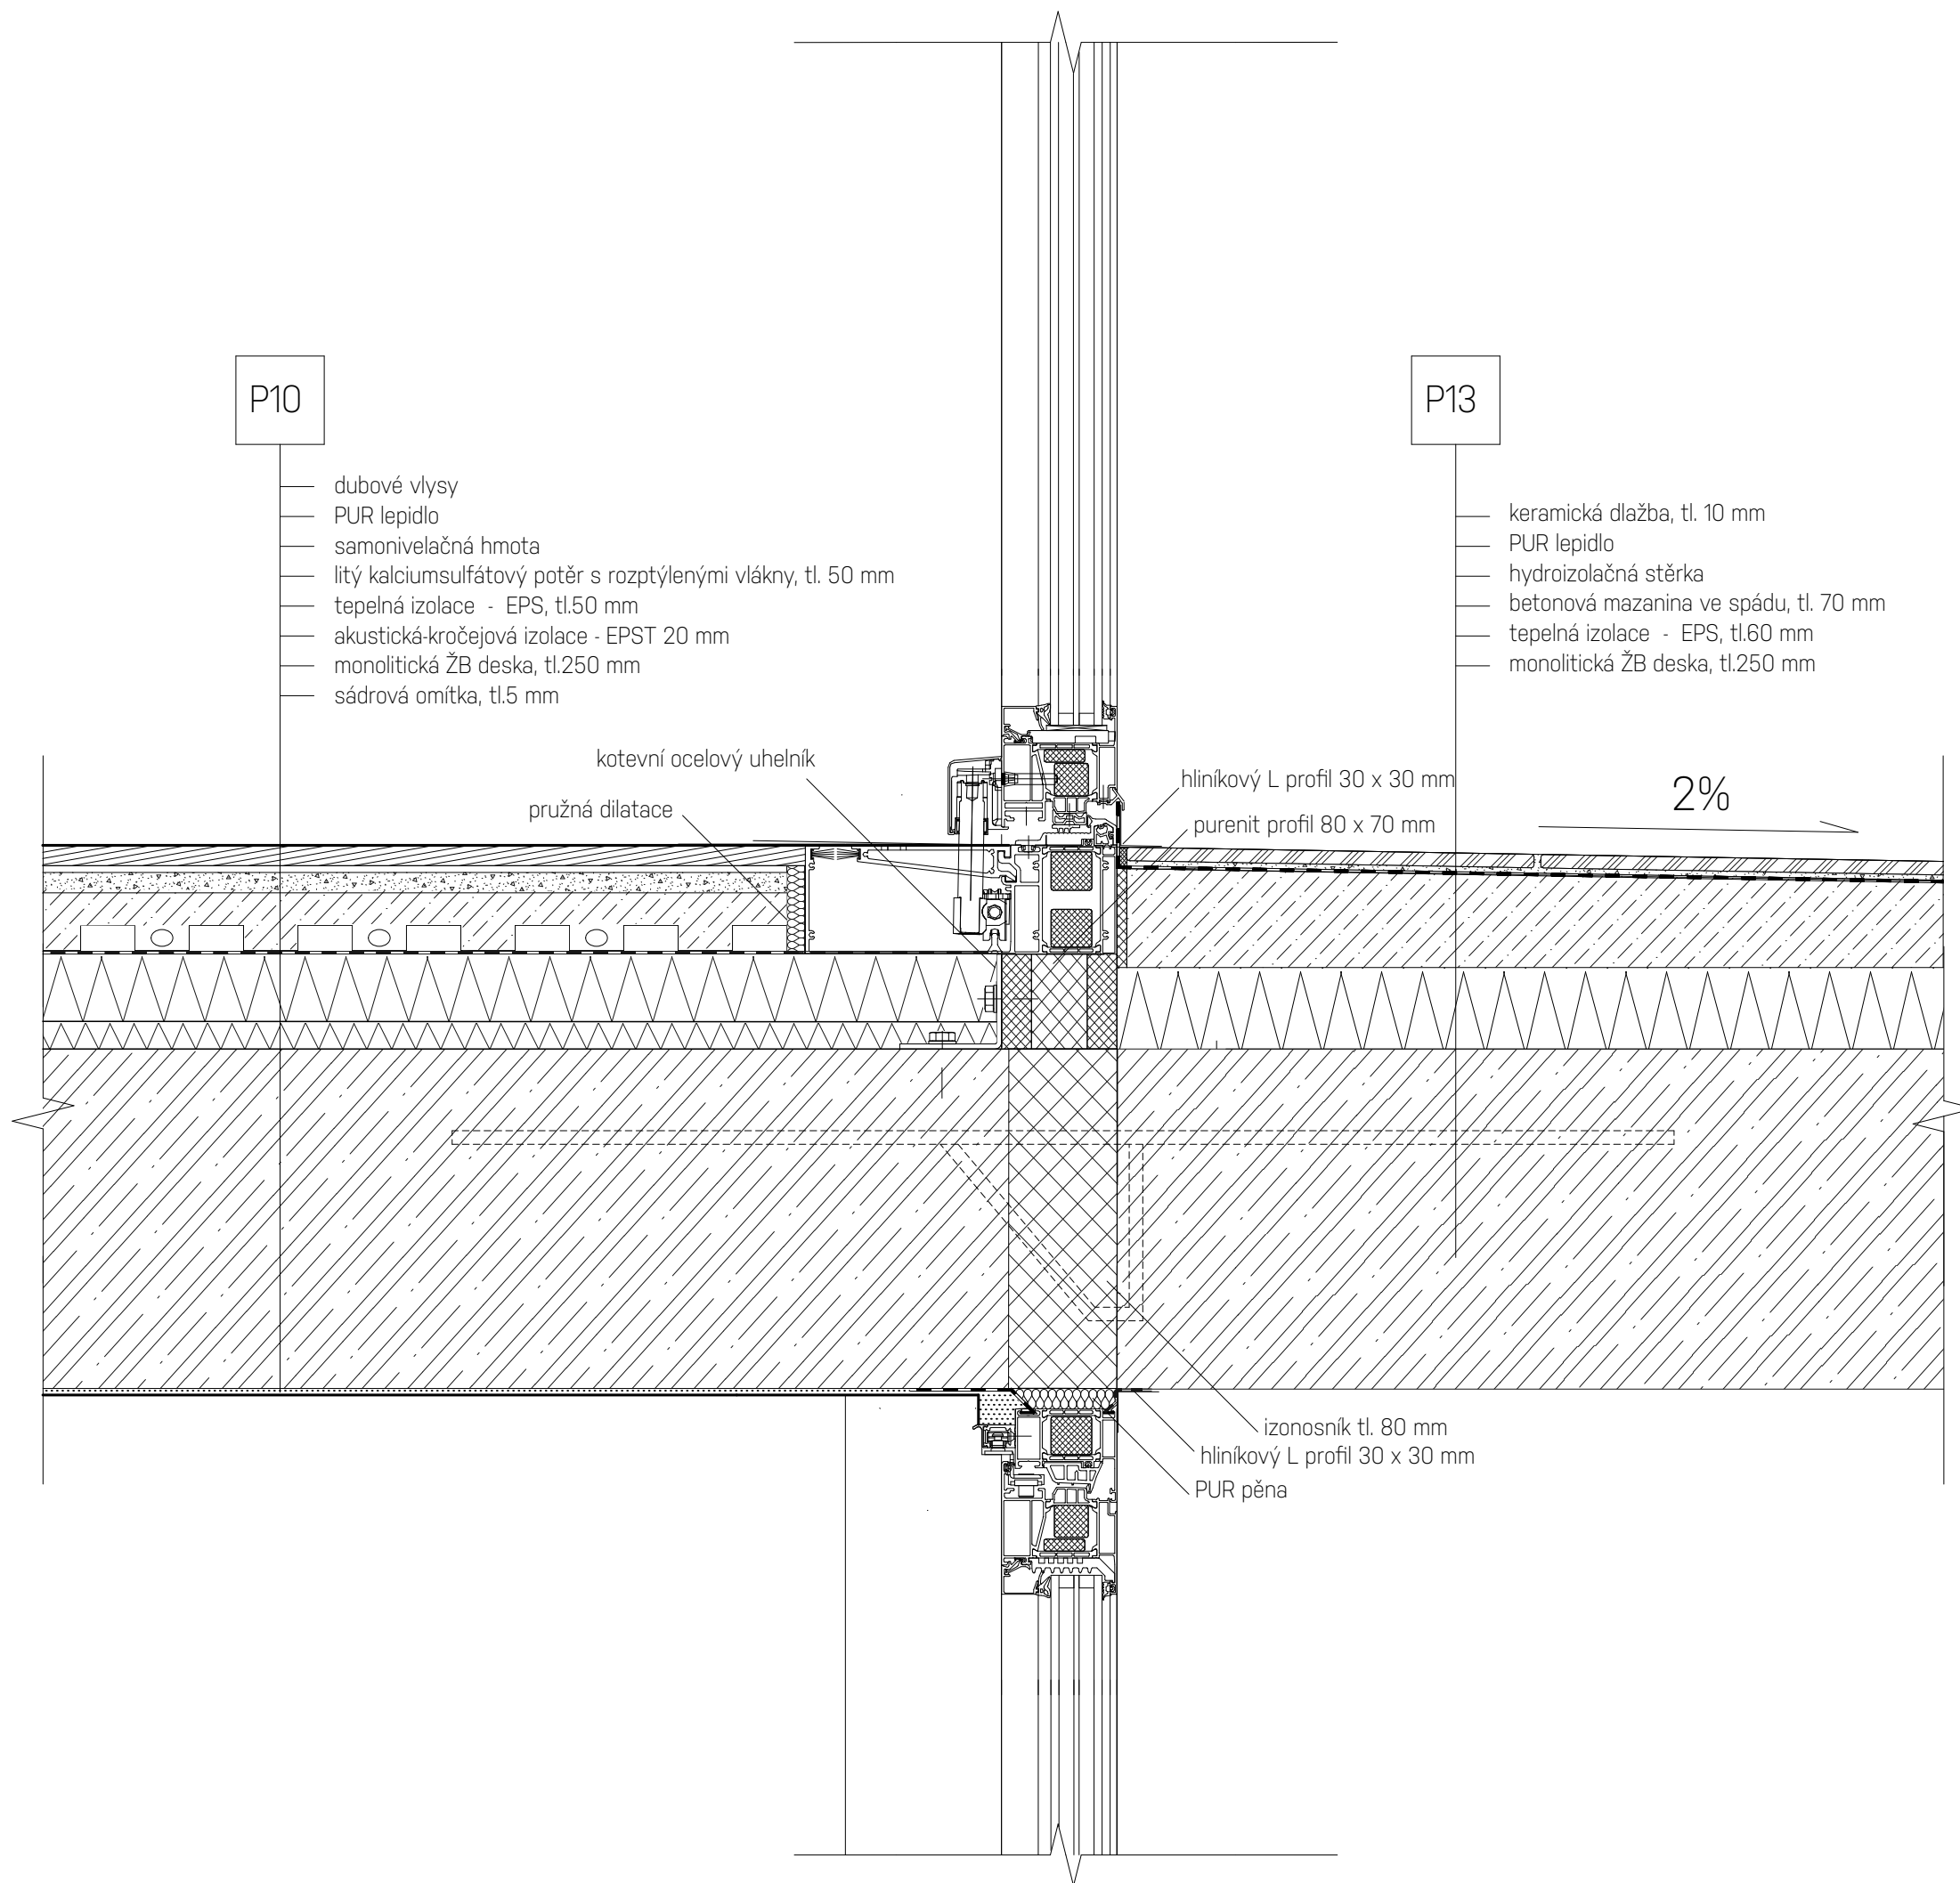 P10
dubové vlysy
PUR lepidlo
samonivelačná hmota
litý kalciumsulfátový potěr s rozptýlenými vlákny, tl. 50 mm
tepelná izolace - EPS, tl.50 mm
akustická-kročejová izolace - EPST 20 mm
monolitická ŽB deska, tl.250 mm
sádrová omítka, tl.5 mm
P13
keramická dlažba, tl. 10 mm
PUR lepidlo
hydroizolačná stěrka
betonová mazanina ve spádu, tl. 70 mm
tepelná izolace - EPS, tl.60 mm
monolitická ŽB deska, tl.250 mm
kotevní ocelový uhelník
pružná dilatace
hliníkový L profil 30 x 30 mm
purenit profil 80 x 70 mm
2%
izonosník tl. 80 mm
hliníkový L profil 30 x 30 mm
PUR pěna